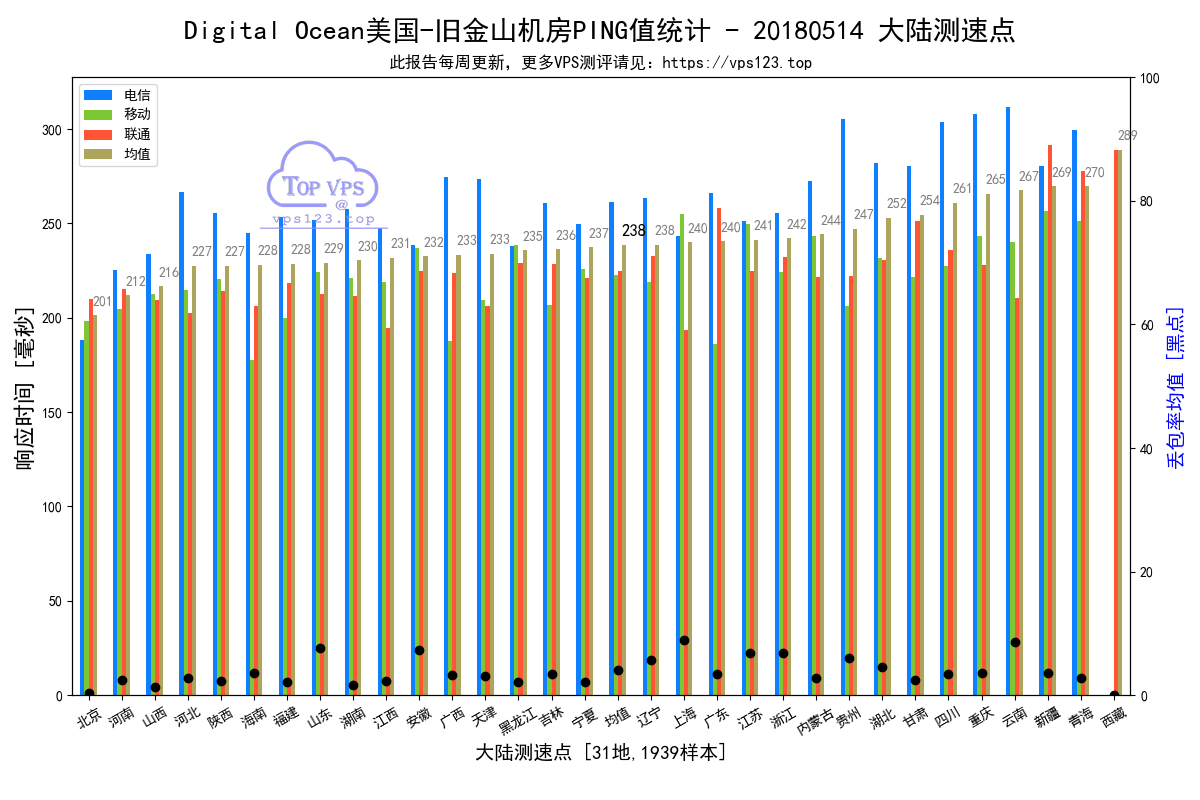 Digital Ocean美国-旧金山机房PING值统计 - 20180514 大陆测速点
此报告每周更新，更多VPS测评请见：https://vps123.top
电信
移动
联通
均值
TOP VPS
@
vps123.top
响应时间 [毫秒]
300
250
200
150
100
50
0
201 212 216 227 227 228 228 229 230 231 232 233 233 235 236 237 238 238 240 240 241 242 244 247 252 254 261 265 267 269 270 289
100
80
60
40
20
0
丢包率均值 [黑点]
北京 河南 山西 河北 陕西 海南 福建 山东 湖南 江西 安徽 广西 天津 黑龙江 吉林 宁夏 均值 辽宁 上海 广东 江苏 浙江 内蒙古 贵州 湖北 甘肃 四川 重庆 云南 新疆 青海 西藏
大陆测速点 [31地,1939样本]